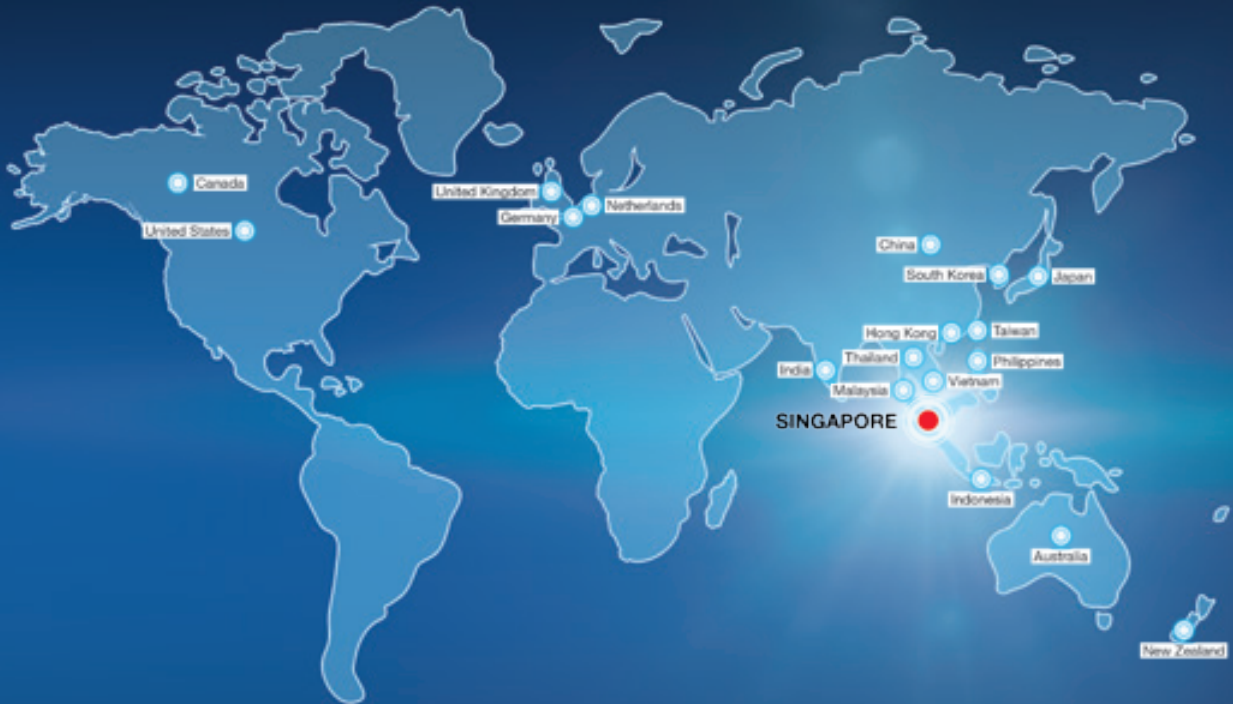 Canada
United Kingdom
Netherlands
Germany
United States
China
South Korea
Japan
Hong Kong
Taiwan
Thailand
Philippines
India
Vietnam
Malaysia
SINGAPORE
Indonesia
Australia
New Zealand